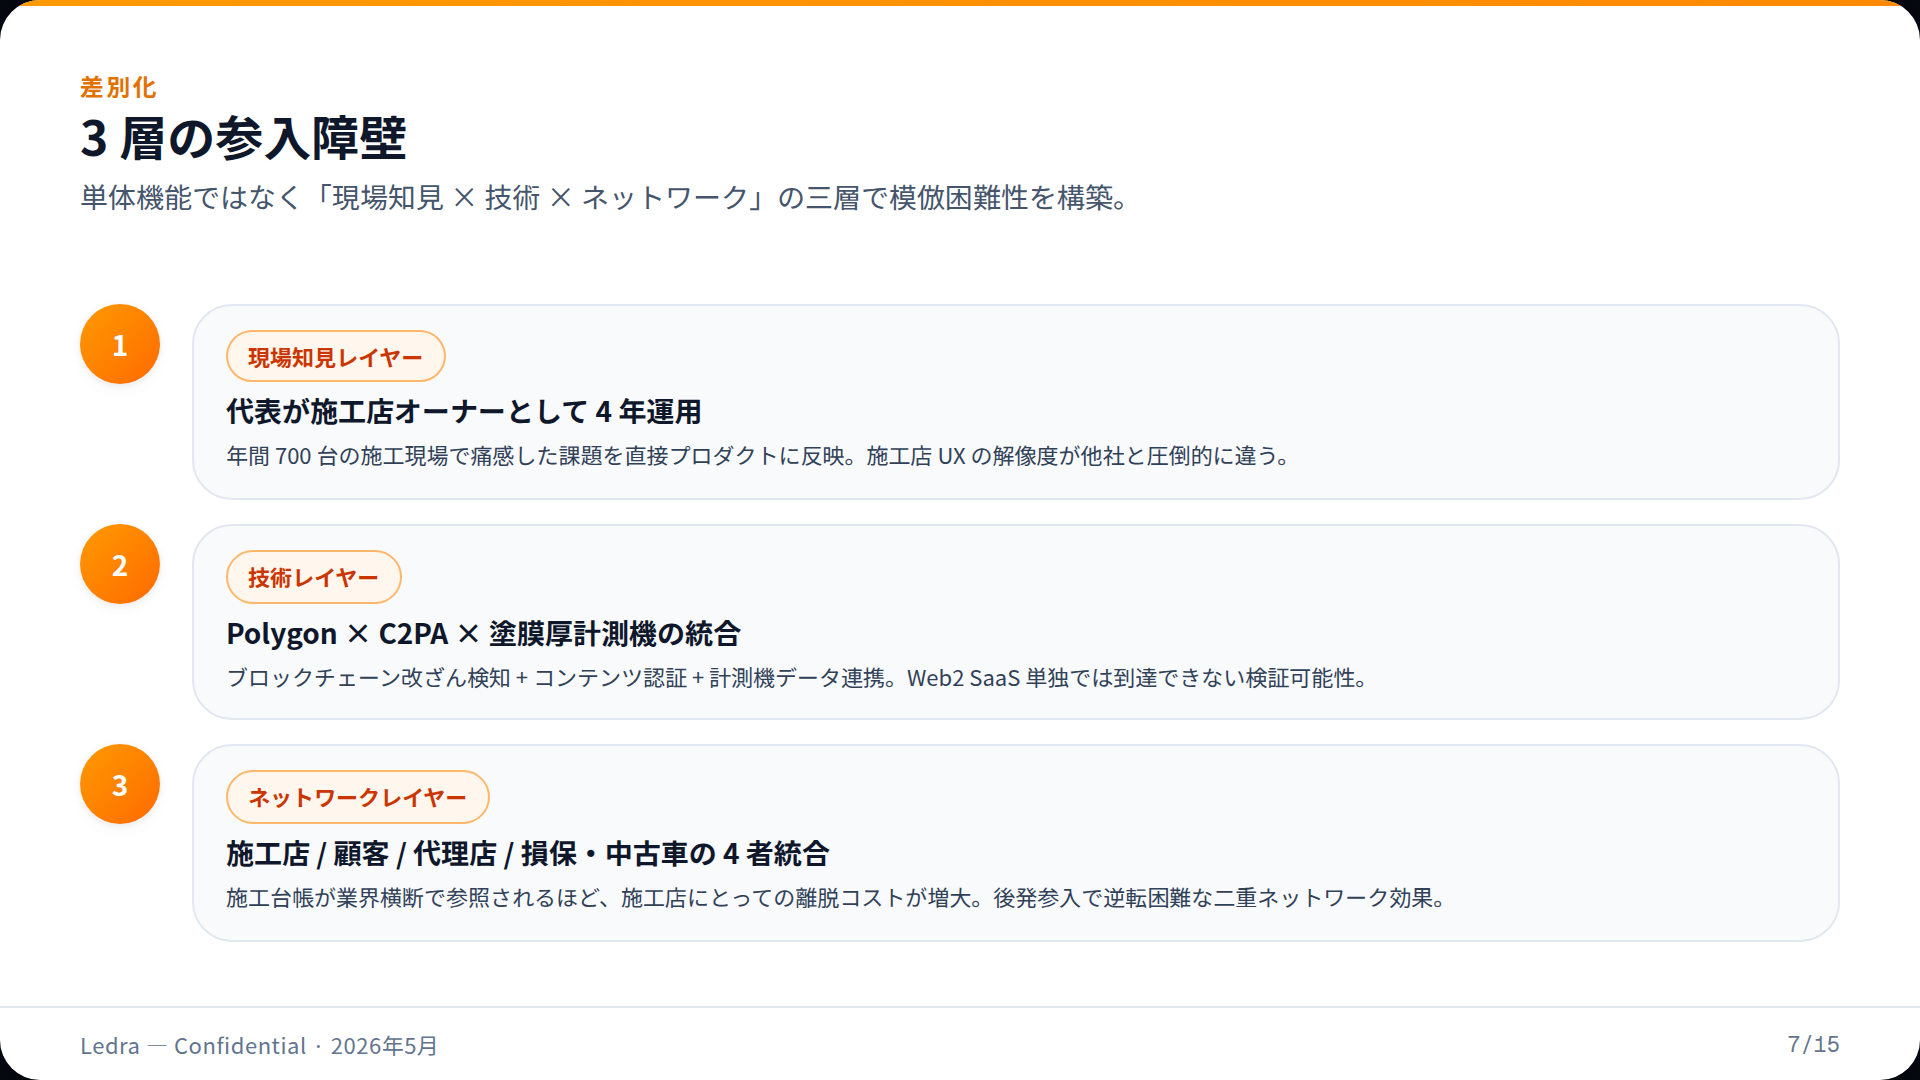 差別化
3 層の参入障壁
単体機能ではなく「現場知見 × 技術 × ネットワーク」の三層で模倣困難性を構築。
1
現場知見レイヤー
代表が施工店オーナーとして 4 年運用
年間 700 台の施工現場で痛感した課題を直接プロダクトに反映。施工店 UX の解像度が他社と圧倒的に違う。
2
技術レイヤー
Polygon × C2PA × 塗膜厚計測機の統合
ブロックチェーン改ざん検知 + コンテンツ認証 + 計測機データ連携。Web2 SaaS 単独では到達できない検証可能性。
3
ネットワークレイヤー
施工店 / 顧客 / 代理店 / 損保・中古車の 4 者統合
施工台帳が業界横断で参照されるほど、施工店にとっての離脱コストが増大。後発参入で逆転困難な二重ネットワーク効果。
Ledra — Confidential · 2026年5月
7/15